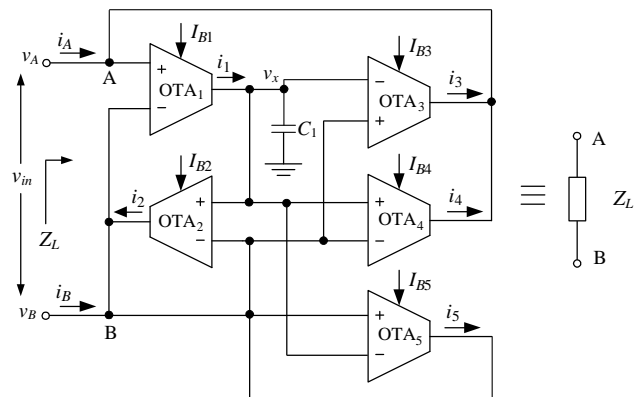 i_A
I_B1
i_1
v_x
I_B3
i_3
v_A
A
+
−
OTA_1
−
+
OTA_3
C_1
v_in
Z_L
I_B2
i_2
OTA_2
+
−
I_B4
i_4
+
−
OTA_4
≡
A
Z_L
B
i_B
v_B
B
I_B5
i_5
+
−
OTA_5